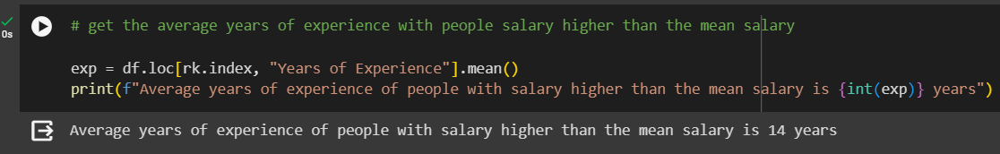 # get the average years of experience with people salary higher than the mean salary
0s
exp = df.loc[rk.index, "Years of Experience"].mean()
print(f"Average years of experience of people with salary higher than the mean salary is {int(exp)} years")
Average years of experience of people with salary higher than the mean salary is 14 years